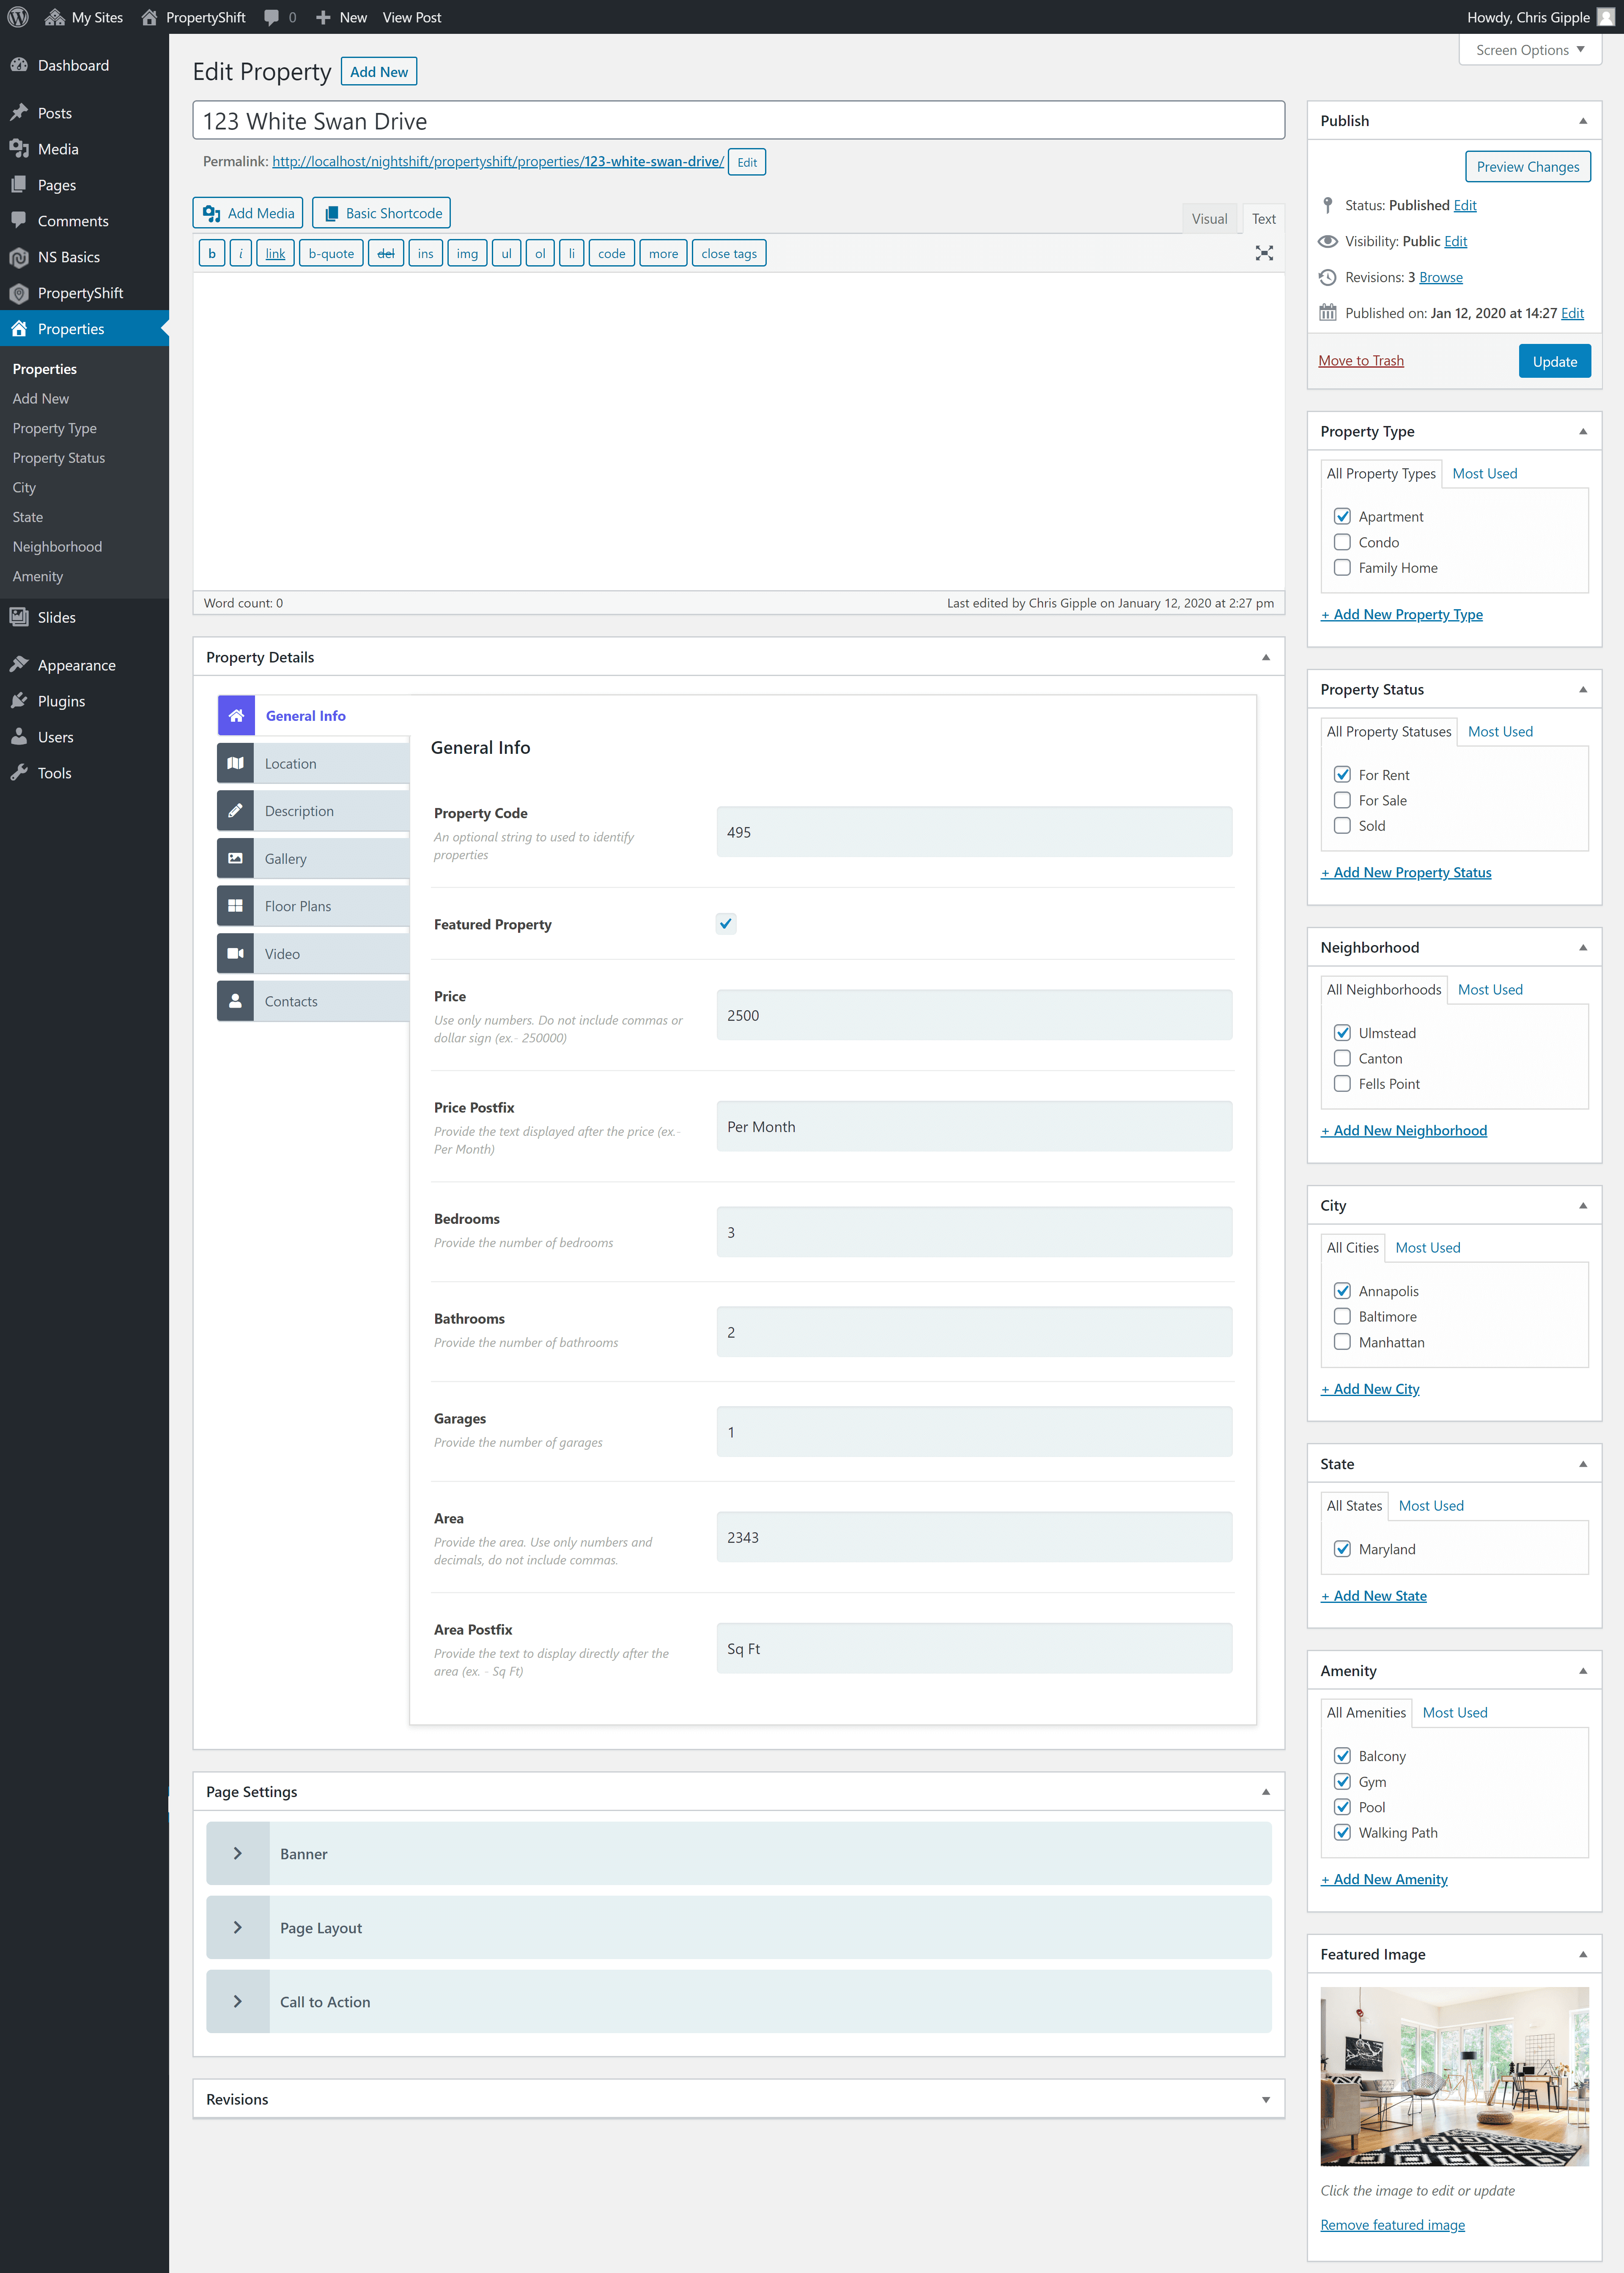 My Sites
PropertyShift
0
New
View Post
Howdy, Chris Gipple
Dashboard
Posts
Media
Pages
Comments
NS Basics
PropertyShift
Properties
Properties
Add New
Property Type
Property Status
City
State
Neighborhood
Amenity
Slides
Appearance
Plugins
Users
Tools
Screen Options
Edit Property
Add New
123 White Swan Drive
Permalink: http://localhost/nightshift/propertyshift/properties/123-white-swan-drive/ Edit
Add Media
Basic Shortcode
Visual
Text
b
i
link
b-quote
del
ins
img
ul
ol
li
code
more
close tags
Word count: 0
Last edited by Chris Gipple on January 12, 2020 at 2:27 pm
Property Details
General Info
Location
Description
Gallery
Floor Plans
Video
Contacts
General Info
Property Code
An optional string to used to identify
properties
495
Featured Property
Price
Use only numbers. Do not include commas or
dollar sign (ex.- 250000)
2500
Price Postfix
Provide the text displayed after the price (ex.-
Per Month)
Per Month
Bedrooms
Provide the number of bedrooms
3
Bathrooms
Provide the number of bathrooms
2
Garages
Provide the number of garages
1
Area
Provide the area. Use only numbers and
decimals, do not include commas.
2343
Area Postfix
Provide the text to display directly after the
area (ex. - Sq Ft)
Sq Ft
Page Settings
Banner
Page Layout
Call to Action
Revisions
Publish
Preview Changes
Status: Published Edit
Visibility: Public Edit
Revisions: 3 Browse
Published on: Jan 12, 2020 at 14:27 Edit
Move to Trash
Update
Property Type
All Property Types
Most Used
Apartment
Condo
Family Home
+ Add New Property Type
Property Status
All Property Statuses
Most Used
For Rent
For Sale
Sold
+ Add New Property Status
Neighborhood
All Neighborhoods
Most Used
Ulmstead
Canton
Fells Point
+ Add New Neighborhood
City
All Cities
Most Used
Annapolis
Baltimore
Manhattan
+ Add New City
State
All States
Most Used
Maryland
+ Add New State
Amenity
All Amenities
Most Used
Balcony
Gym
Pool
Walking Path
+ Add New Amenity
Featured Image
Click the image to edit or update
Remove featured image